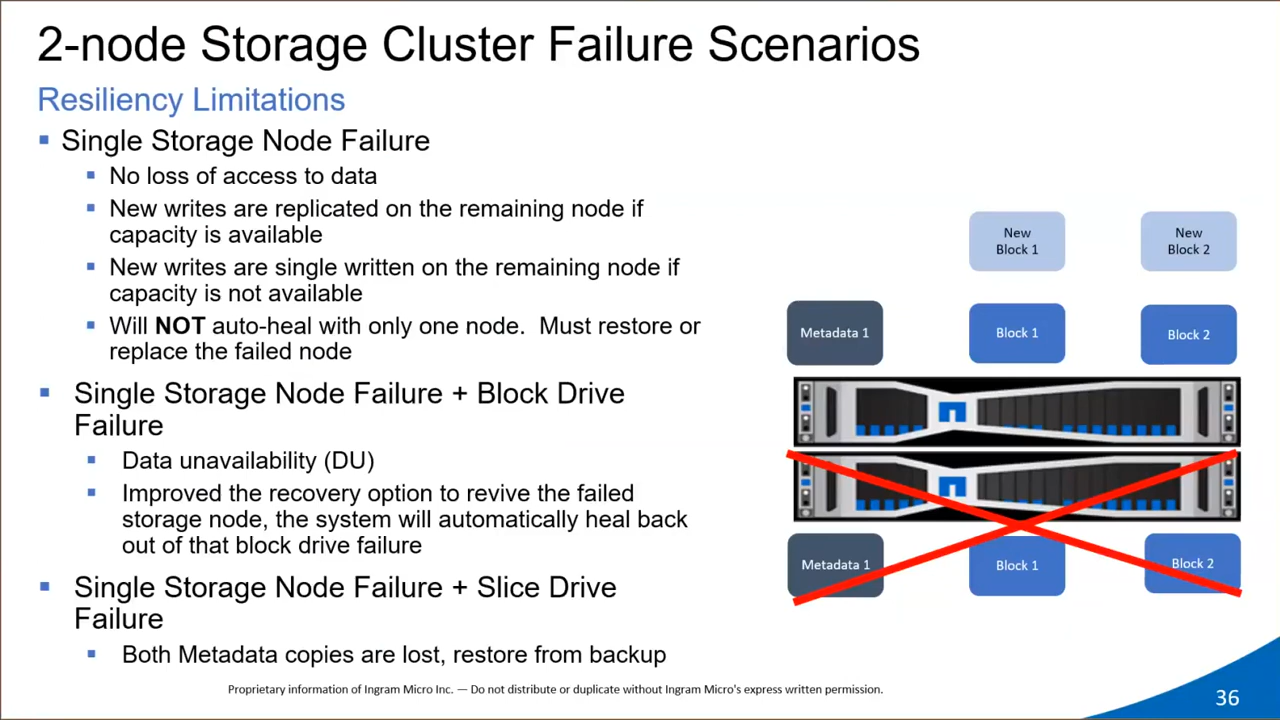 2-node Storage Cluster Failure Scenarios
Resiliency Limitations
Single Storage Node Failure
No loss of access to data
New writes are replicated on the remaining node if
capacity is available
New writes are single written on the remaining node if
capacity is not available
Will NOT auto-heal with only one node.  Must restore or
replace the failed node
Single Storage Node Failure + Block Drive
Failure
Data unavailability (DU)
Improved the recovery option to revive the failed
storage node, the system will automatically heal back
out of that block drive failure
Single Storage Node Failure + Slice Drive
Failure
Both Metadata copies are lost, restore from backup
New
Block 1
New
Block 2
Metadata 1
Block 1
Block 2
Metadata 1
Block 1
Block 2
Proprietary information of Ingram Micro Inc. — Do not distribute or duplicate without Ingram Micro's express written permission.
36